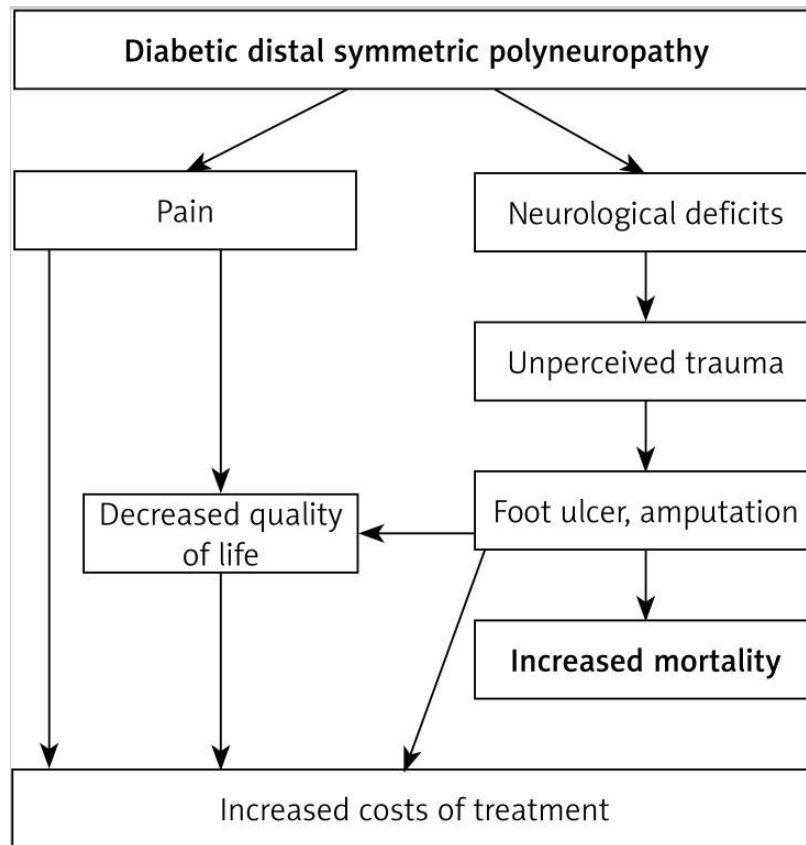 Diabetic distal symmetric polyneuropathy
Pain
Neurological deficits
Unperceived trauma
Foot ulcer, amputation
Decreased quality
of life
Increased mortality
Increased costs of treatment